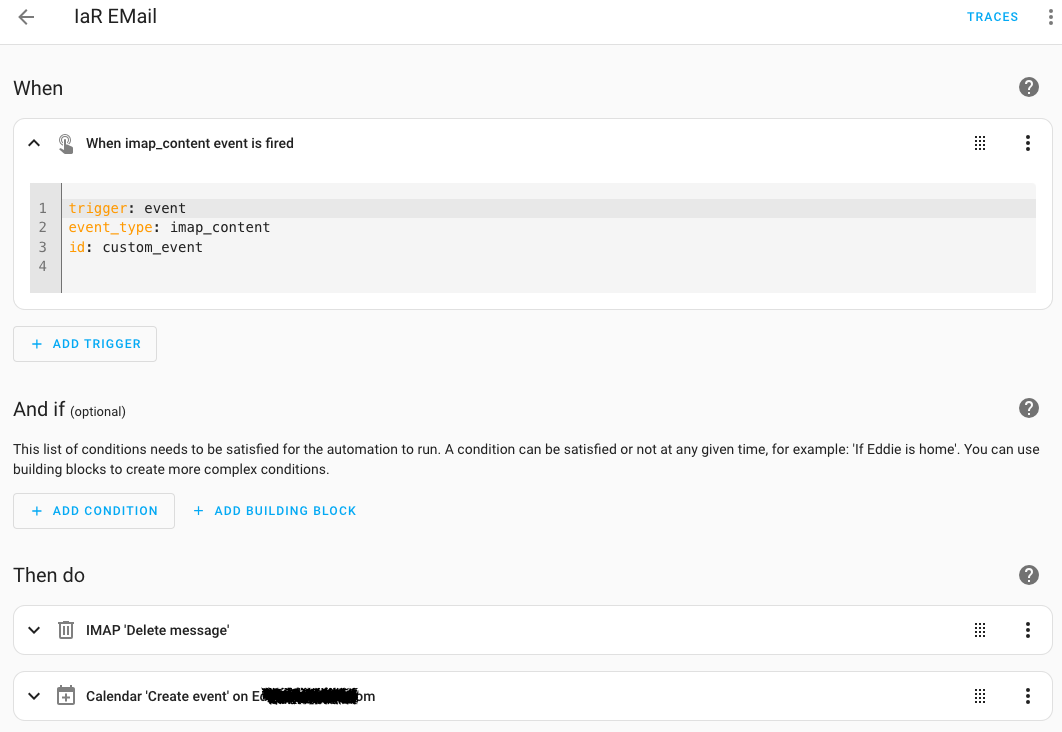 IaR EMail
TRACES
When
When imap_content event is fired
1 trigger: event
2 event_type: imap_content
3 id: custom_event
4
+ ADD TRIGGER
And if (optional)
This list of conditions needs to be satisfied for the automation to run. A condition can be satisfied or not at any given time, for example: 'If Eddie is home'. You can use
building blocks to create more complex conditions.
+ ADD CONDITION + ADD BUILDING BLOCK
Then do
IMAP 'Delete message'
Calendar 'Create event' on